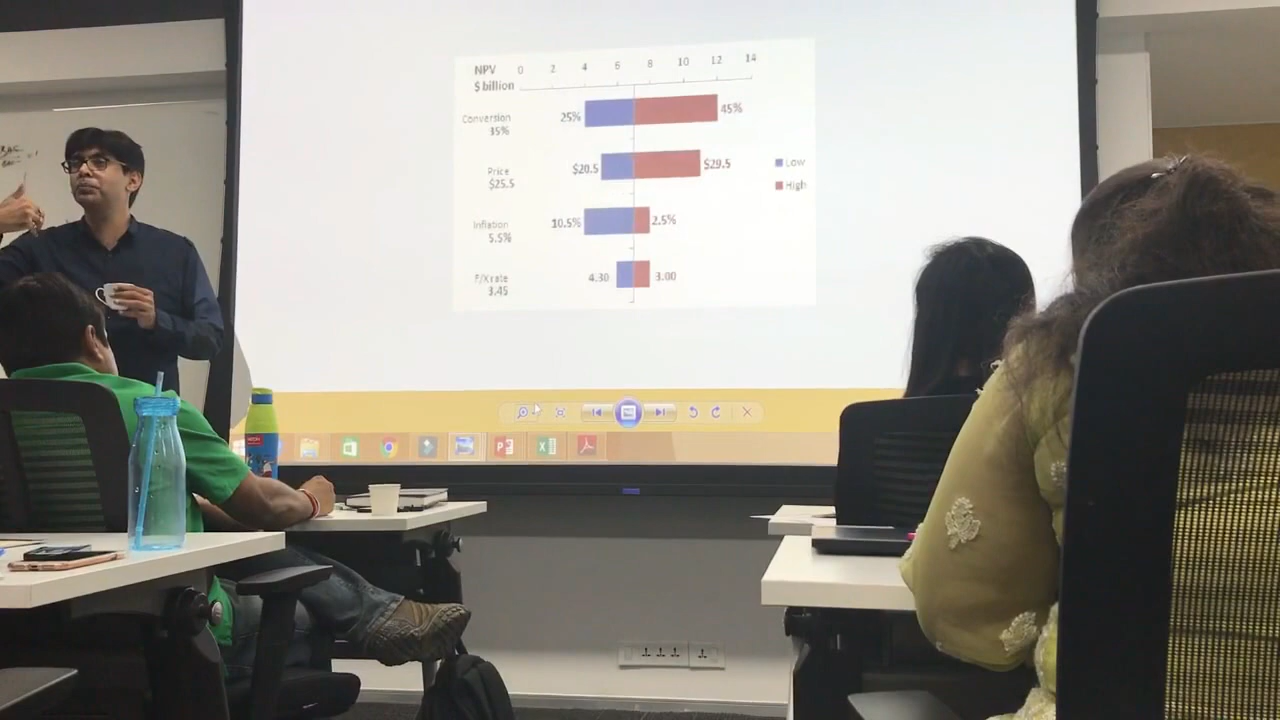 NPV 0 2 4 6 8 10 12 14
$ billion
Conversion 25% 45%
35%
Price $20.5 $29.5
$25.5
Low
High
Inflation 10.5% 2.5%
5.5%
F/X rate 4.30 3.00
3.45